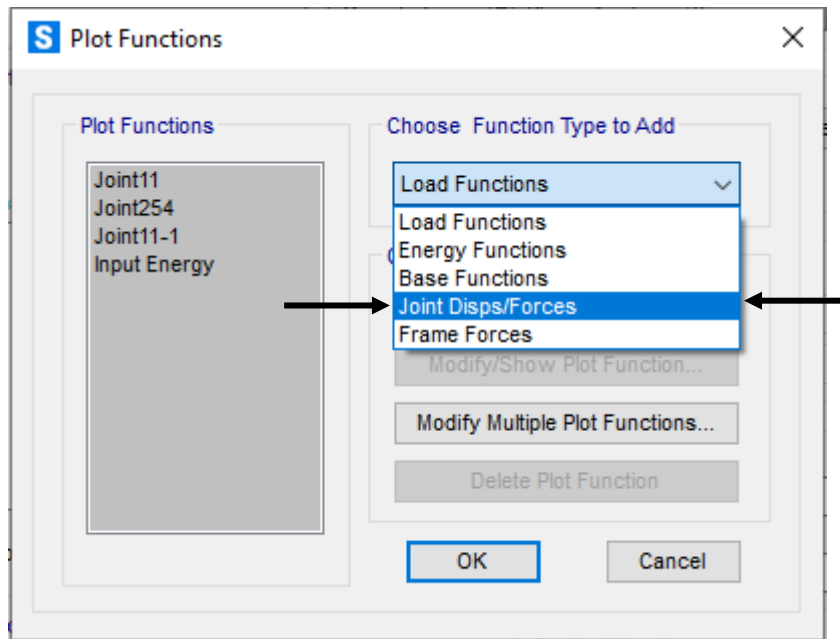 S Plot Functions
Plot Functions
Joint11
Joint254
Joint11-1
Input Energy
Choose Function Type to Add
Load Functions
Load Functions
Energy Functions
Base Functions
Joint Disps/Forces
Frame Forces
Modify/Show Plot Function...
Modify Multiple Plot Functions...
Delete Plot Function
OK
Cancel